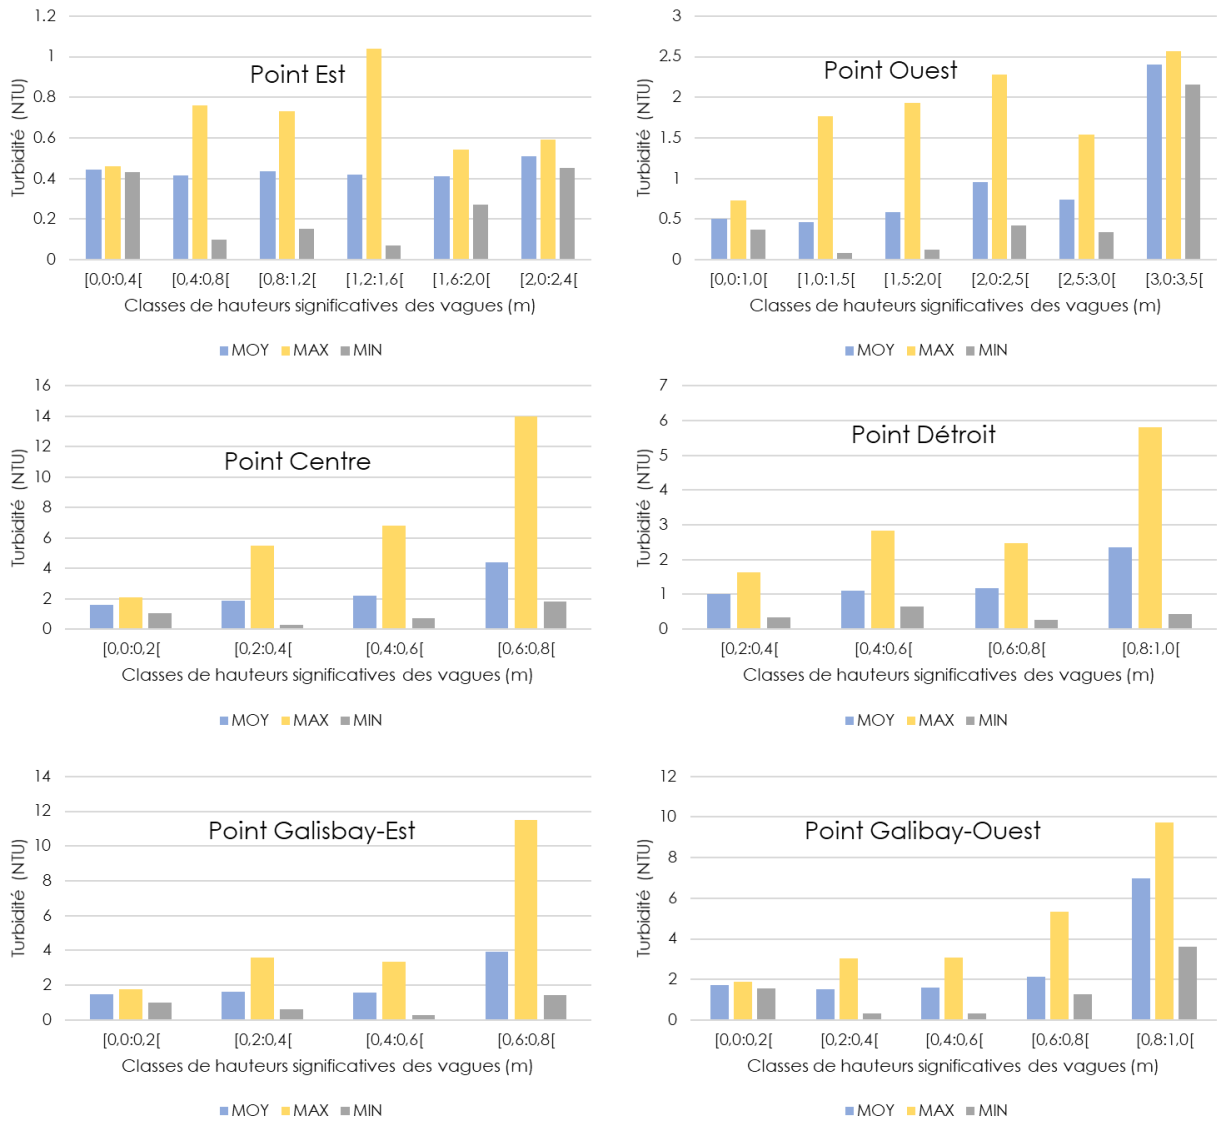 Point Est
Turbidité (NTU)
1.2
1
0.8
0.6
0.4
0.2
0
[0,0:0,4[ [0,4:0,8[ [0,8:1,2[ [1,2:1,6[ [1,6:2,0[ [2,0:2,4[
Classes de hauteurs significatives des vagues (m)
MOY MAX MIN
Point Ouest
Turbidité (NTU)
3
2.5
2
1.5
1
0.5
0
[0,0:1,0[ [1,0:1,5[ [1,5:2,0[ [2,0:2,5[ [2,5:3,0[ [3,0:3,5[
Classes de hauteurs significatives des vagues (m)
MOY MAX MIN
Point Centre
Turbidité (NTU)
16
14
12
10
8
6
4
2
0
[0,0:0,2[ [0,2:0,4[ [0,4:0,6[ [0,6:0,8[
Classes de hauteurs significatives des vagues (m)
MOY MAX MIN
Point Détroit
Turbidité (NTU)
7
6
5
4
3
2
1
0
[0,2:0,4[ [0,4:0,6[ [0,6:0,8[ [0,8:1,0[
Classes de hauteurs significatives des vagues (m)
MOY MAX MIN
Point Galisbay-Est
Turbidité (NTU)
14
12
10
8
6
4
2
0
[0,0:0,2[ [0,2:0,4[ [0,4:0,6[ [0,6:0,8[
Classes de hauteurs significatives des vagues (m)
MOY MAX MIN
Point Galibay-Ouest
Turbidité (NTU)
12
10
8
6
4
2
0
[0,0:0,2[ [0,2:0,4[ [0,4:0,6[ [0,6:0,8[ [0,8:1,0[
Classes de hauteurs significatives des vagues (m)
MOY MAX MIN